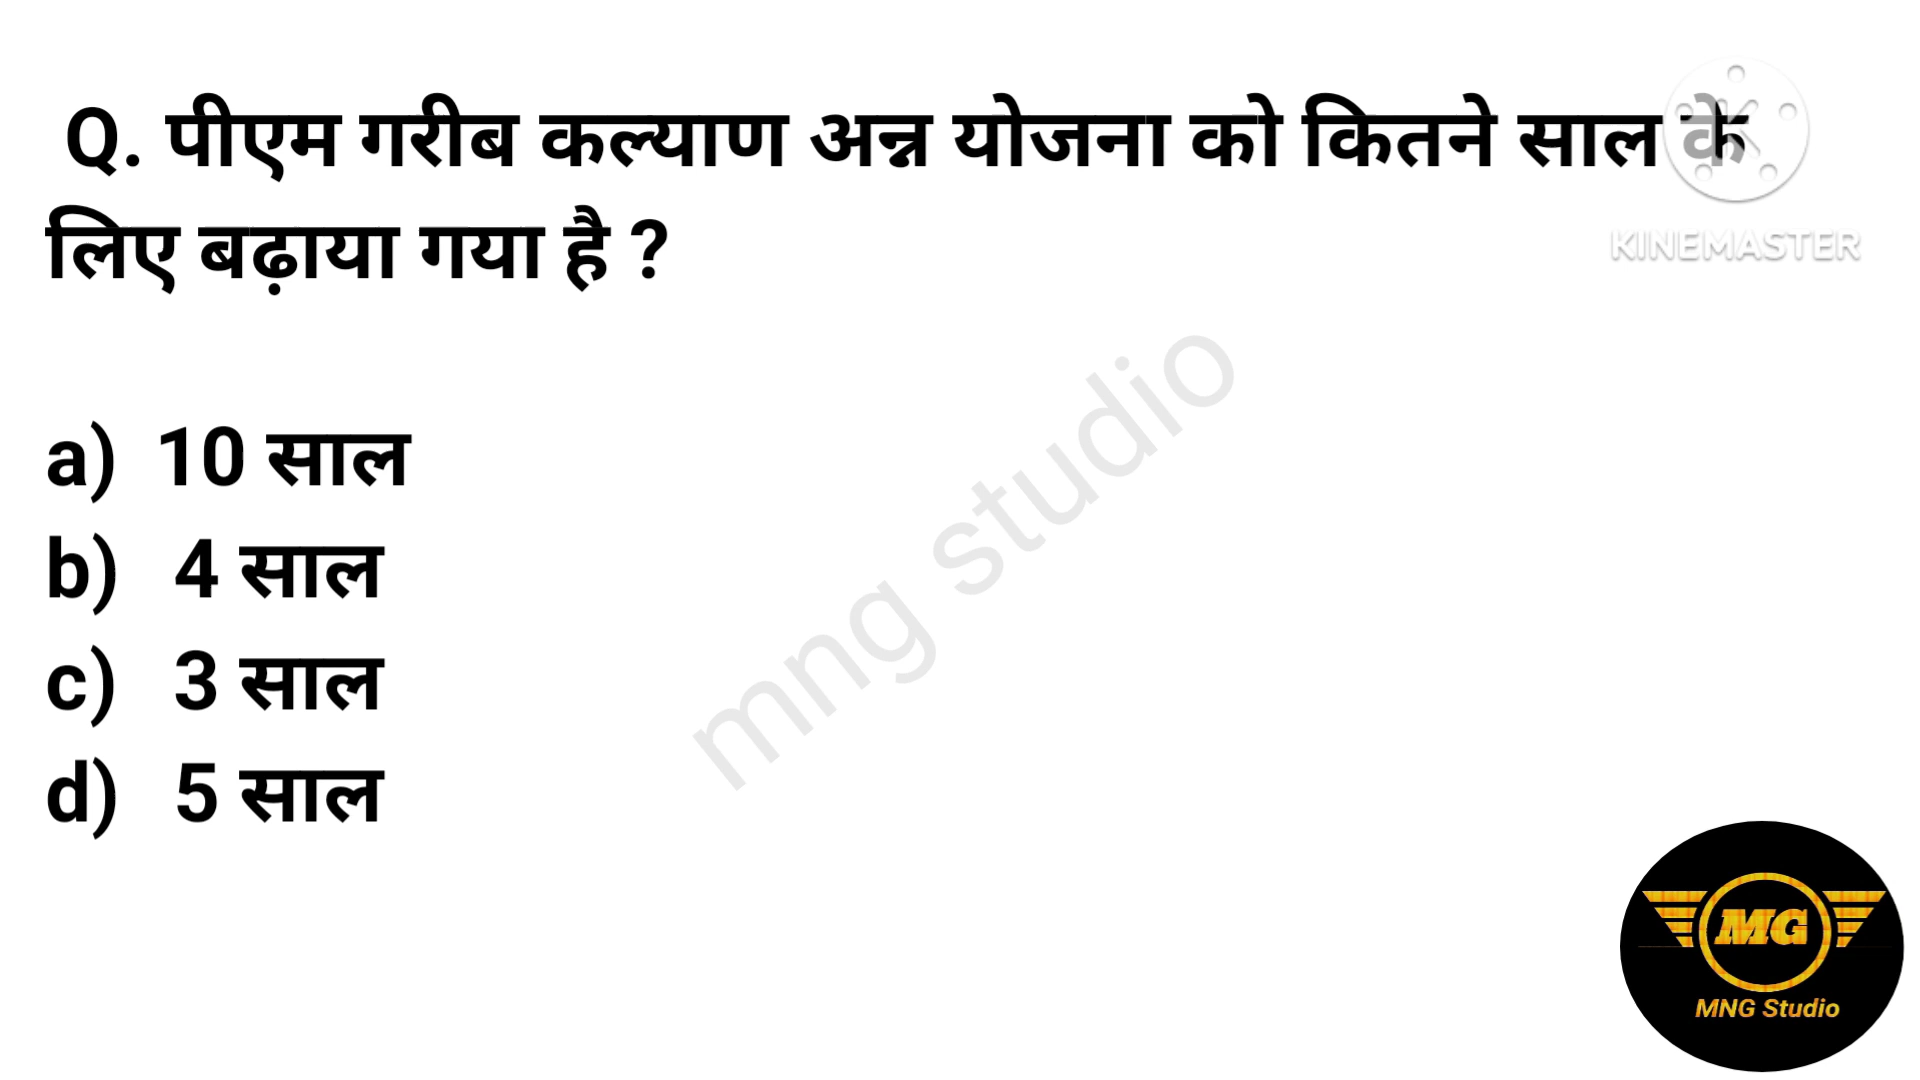 Q. पीएम गरीब कल्याण अन्न योजना को कितने साल के
लिए बढ़ाया गया है ?
KINEMASTER
a) 10 साल
b) 4 साल
c) 3 साल
d) 5 साल
mng studio
MG
MNG Studio